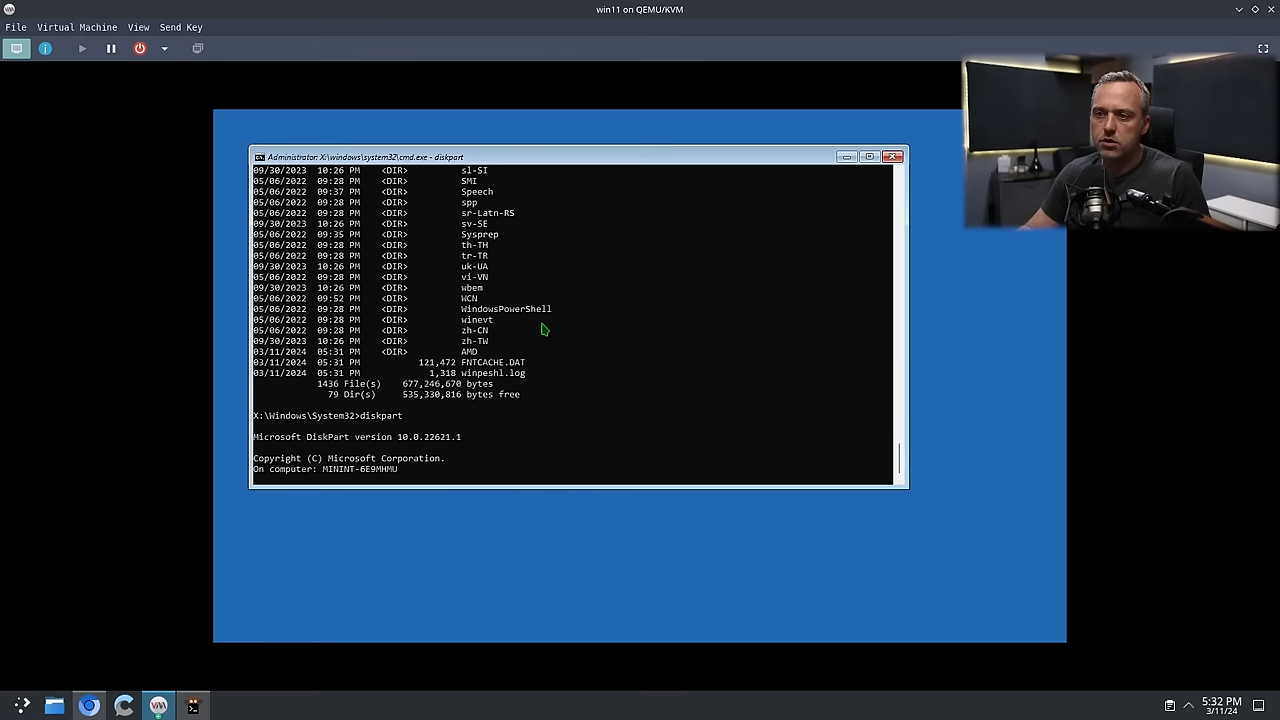 win11 on QEMU/KVM
File Virtual Machine View Send Key
Administrator: X:\windows\system32\cmd.exe - diskpart
09/30/2023 10:26 PM <DIR> sl-SI
05/06/2022 09:28 PM <DIR> SMI
05/06/2022 09:37 PM <DIR> Speech
05/06/2022 09:28 PM <DIR> spp
05/06/2022 09:28 PM <DIR> sr-Latn-RS
09/30/2023 10:26 PM <DIR> sv-SE
05/06/2022 09:35 PM <DIR> Sysprep
05/06/2022 09:28 PM <DIR> th-TH
05/06/2022 09:28 PM <DIR> tr-TR
09/30/2023 10:26 PM <DIR> uk-UA
05/06/2022 09:28 PM <DIR> vi-VN
09/30/2023 10:26 PM <DIR> wbem
05/06/2022 09:52 PM <DIR> WCN
05/06/2022 09:28 PM <DIR> WindowsPowerShell
05/06/2022 09:28 PM <DIR> winevt
05/06/2022 09:28 PM <DIR> zh-CN
09/30/2023 10:26 PM <DIR> zh-TW
03/11/2024 05:31 PM <DIR> AMD
03/11/2024 05:31 PM 121,472 FNTCACHE.DAT
03/11/2024 05:31 PM 1,318 winpeshl.log
1436 File(s) 677,246,670 bytes
79 Dir(s) 535,330,816 bytes free
X:\Windows\System32>diskpart
Microsoft DiskPart version 10.0.22621.1
Copyright (C) Microsoft Corporation.
On computer: MININT-6E9MHMU
5:32 PM
3/11/24